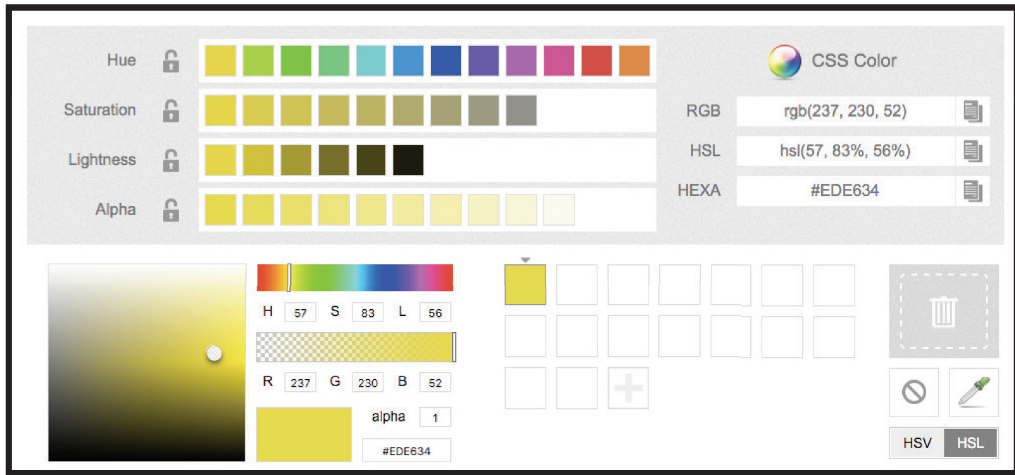 Hue
Saturation
Lightness
Alpha
CSS Color
RGB rgb(237, 230, 52)
HSL hsl(57, 83%, 56%)
HEXA #EDE634
H 57 S 83 L 56
R 237 G 230 B 52
alpha 1
#EDE634
HSV HSL